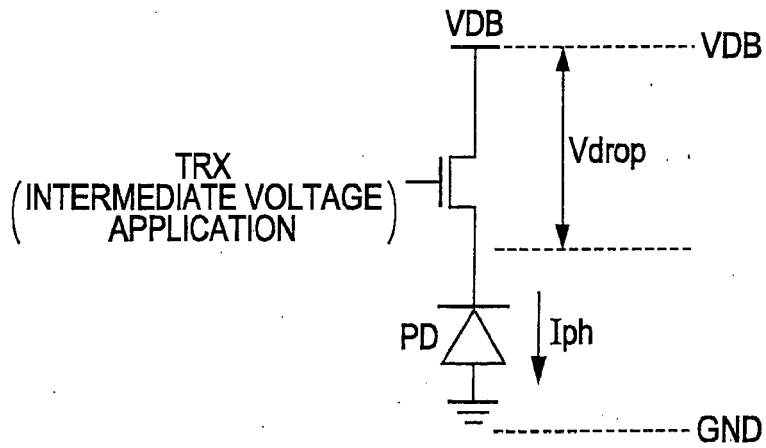 VDB
VDB
Vdrop
TRX
(INTERMEDIATE VOLTAGE
APPLICATION)
PD
Iph
GND